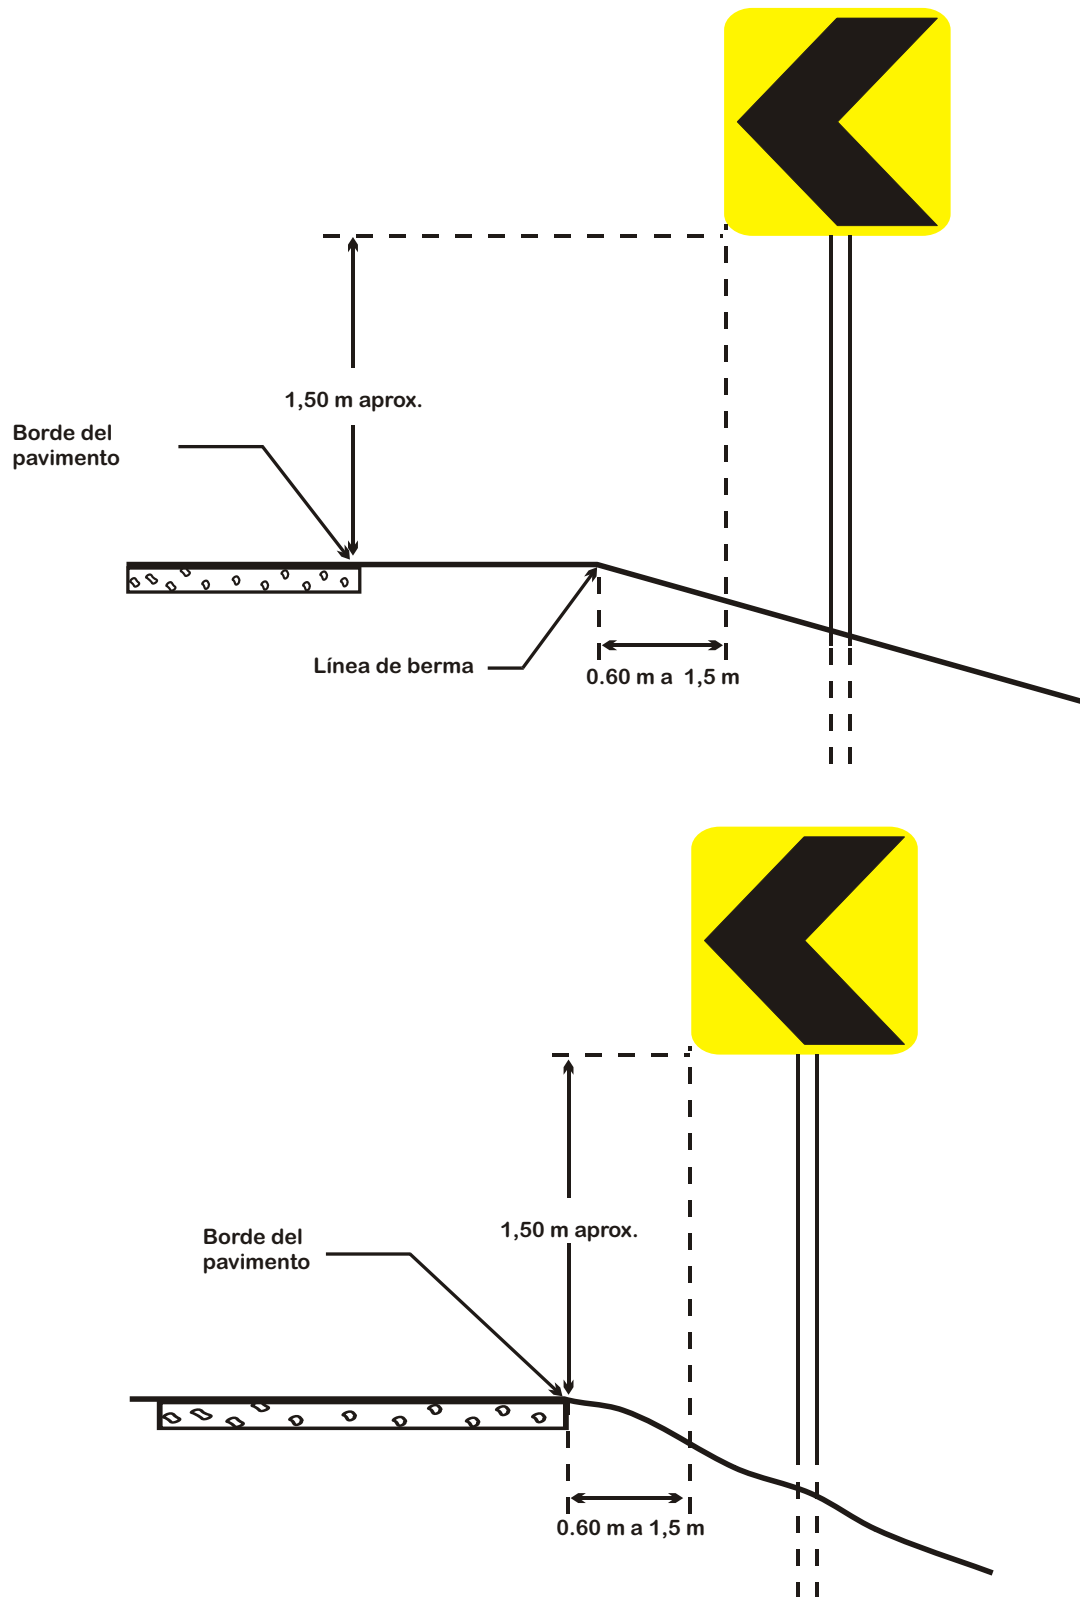 1,50 m aprox.
Borde del
pavimento
Línea de berma
0.60 m a  1,5 m
1,50 m aprox.
Borde del
pavimento
0.60 m a 1,5 m